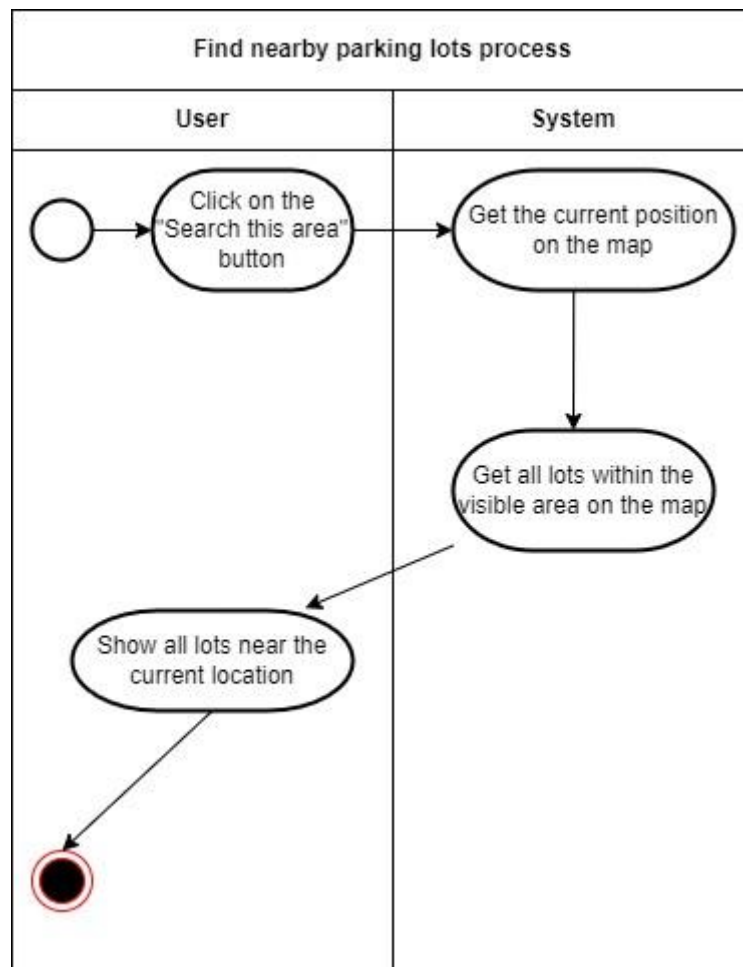 Find nearby parking lots process
User
System
Click on the
"Search this area"
button
Get the current position
on the map
Get all lots within the
visible area on the map
Show all lots near the
current location